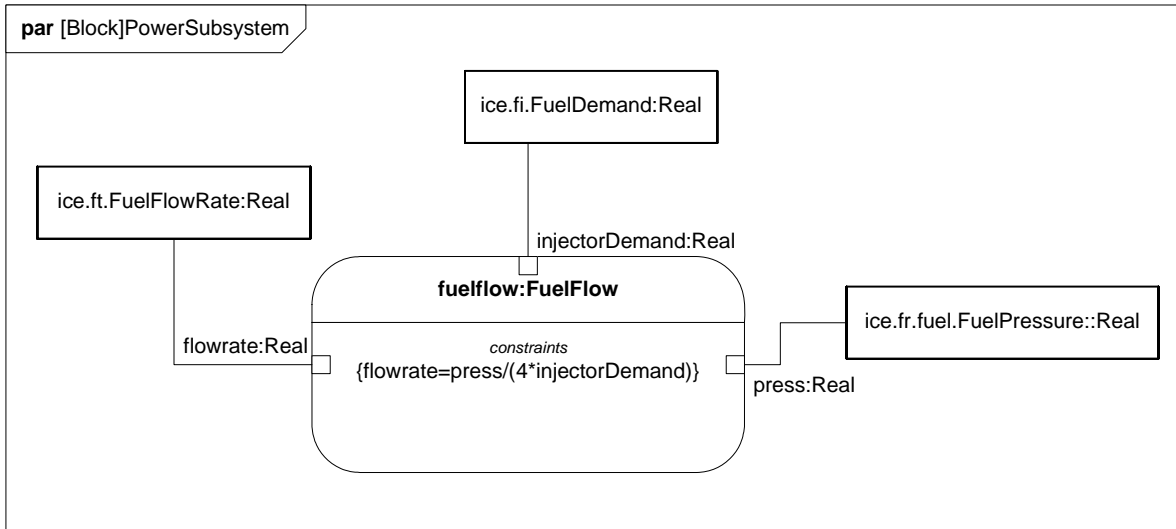 par [Block]PowerSubsystem
ice.fi.FuelDemand:Real
ice.ft.FuelFlowRate:Real
injectorDemand:Real
fuelflow:FuelFlow
ice.fr.fuel.FuelPressure::Real
flowrate:Real
constraints
{flowrate=press/(4*injectorDemand)}
press:Real